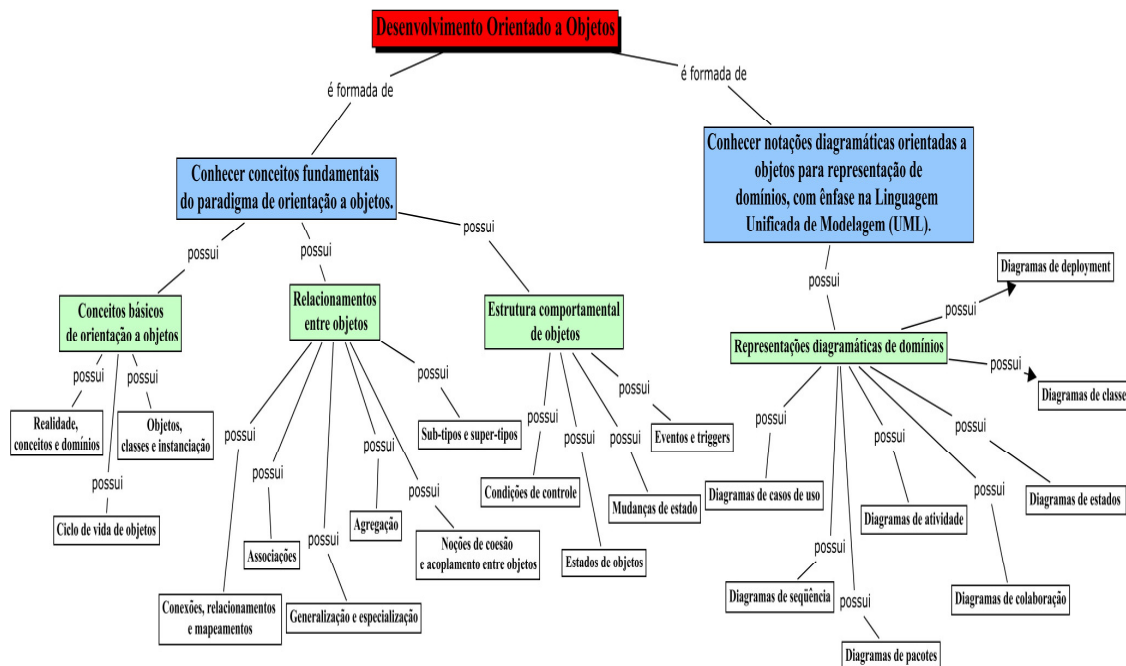 Desenvolvimento Orientado a Objetos
é formada de
é formada de
Conhecer conceitos fundamentais
do paradigma de orientação a objetos.
Conhecer notações diagramáticas orientadas a
objetos para representação de
domínios, com ênfase na Linguagem
Unificada de Modelagem (UML).
possui
possui
possui
possui
Conceitos básicos
de orientação a objetos
Relacionamentos
entre objetos
Estrutura comportamental
de objetos
Representações diagramáticas de domínios
possui
possui
possui
Realidade,
conceitos e domínios
Objetos,
classes e instanciação
Ciclo de vida de objetos
possui
possui
possui
possui
possui
possui
Sub-tipos e super-tipos
Agregação
Noções de coesão
e acoplamento entre objetos
Associações
Generalização e especialização
Conexões, relacionamentos
e mapeamentos
possui
possui
possui
possui
Eventos e triggers
Condições de controle
Mudanças de estado
Estados de objetos
possui
possui
possui
possui
possui
possui
possui
possui
Diagramas de deployment
Diagramas de classe
Diagramas de casos de uso
Diagramas de estados
Diagramas de atividade
Diagramas de seqüência
Diagramas de colaboração
Diagramas de pacotes